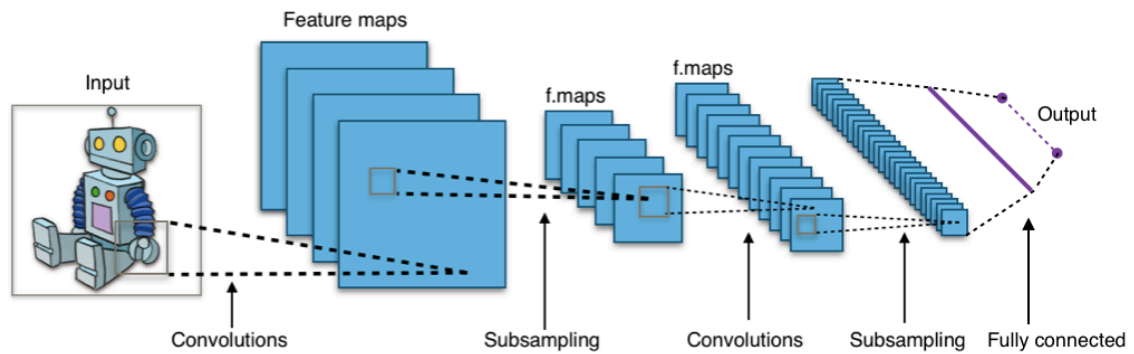 Feature maps
Input
f.maps
f.maps
Output
Convolutions
Subsampling
Convolutions
Subsampling
Fully connected